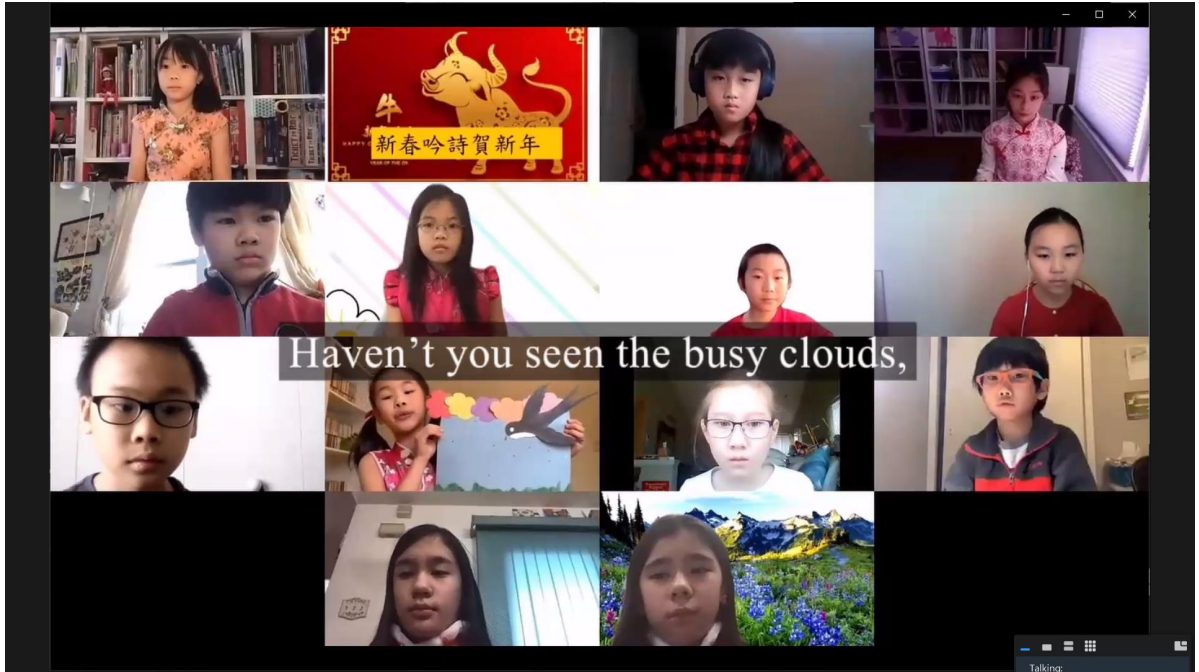 牛
HAPPY
YEAR OF THE OX
新春吟詩賀新年
Haven't you seen the busy clouds,
Talking: